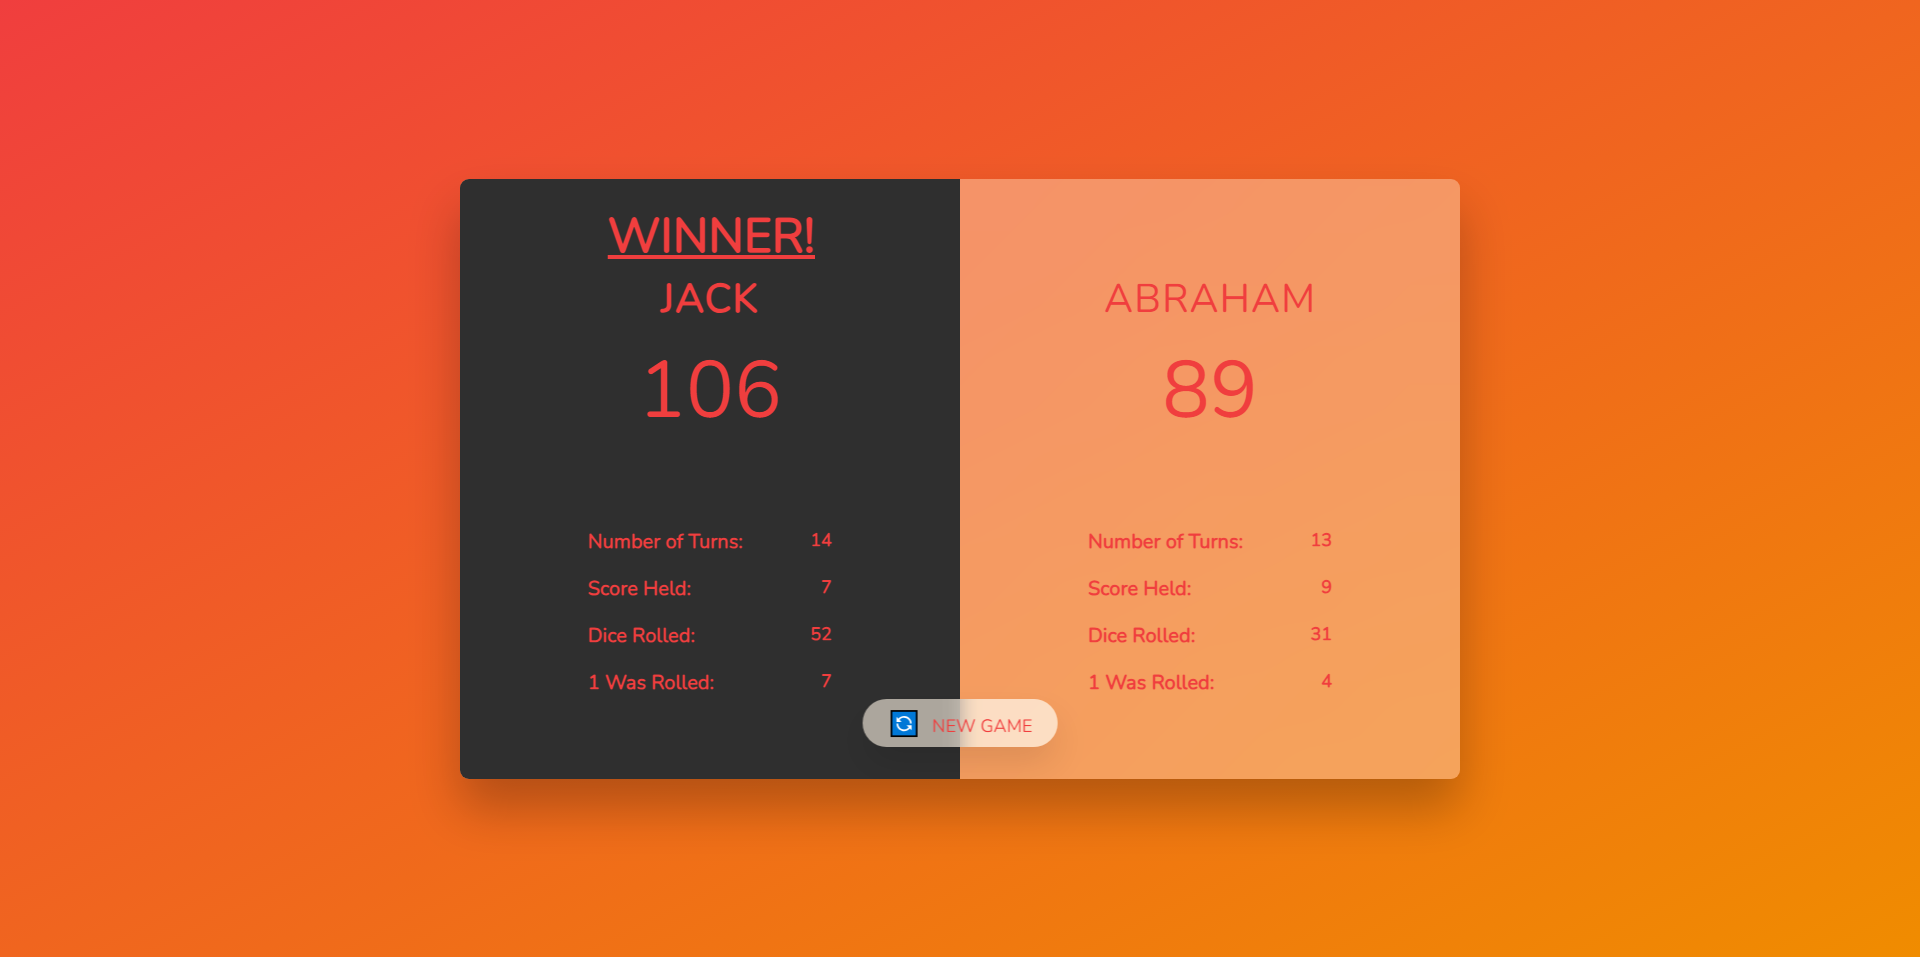 WINNER!
JACK
106
Number of Turns: 14
Score Held: 7
Dice Rolled: 52
1 Was Rolled: 7
ABRAHAM
89
Number of Turns: 13
Score Held: 9
Dice Rolled: 31
1 Was Rolled: 4
NEW GAME